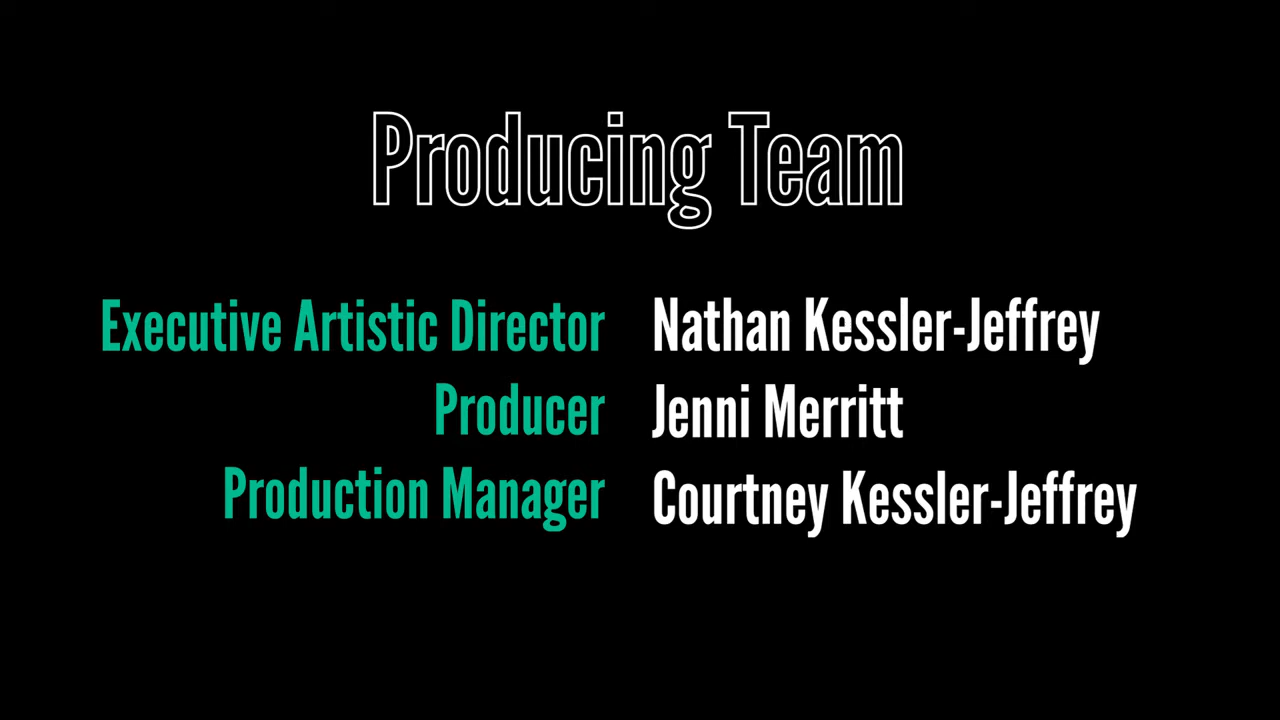 Producing Team
Executive Artistic Director Nathan Kessler-Jeffrey
Producer Jenni Merritt
Production Manager Courtney Kessler-Jeffrey